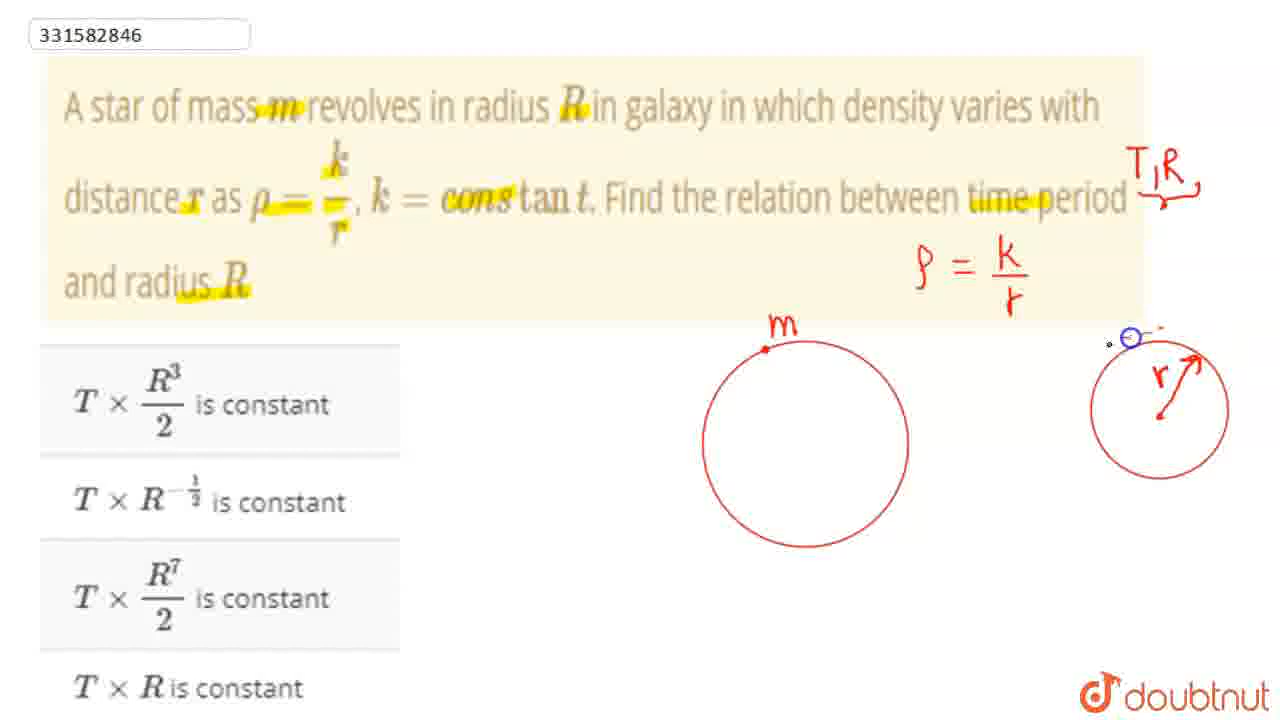 331582846
A star of mass m revolves in radius R in galaxy in which density varies with
distance r as ρ = k/r, k = constant. Find the relation between time period
and radius R
T, R
ρ = k/r
m
r
T × R³/2 is constant
T × R^(-1/2) is constant
T × R⁷/2 is constant
T × R is constant
doubtnut